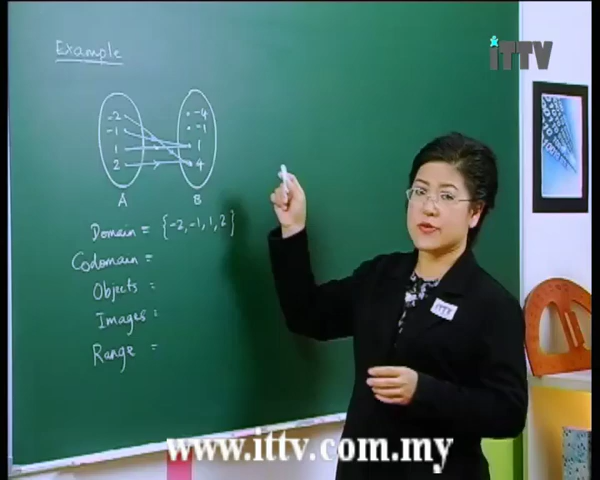 Example
ITTV
-2
-1
1
2
-4
-1
1
4
A
B
Domain = {-2, -1, 1, 2}
Codomain =
Objects :
Images :
Range =
ITTV
www.ittv.com.my